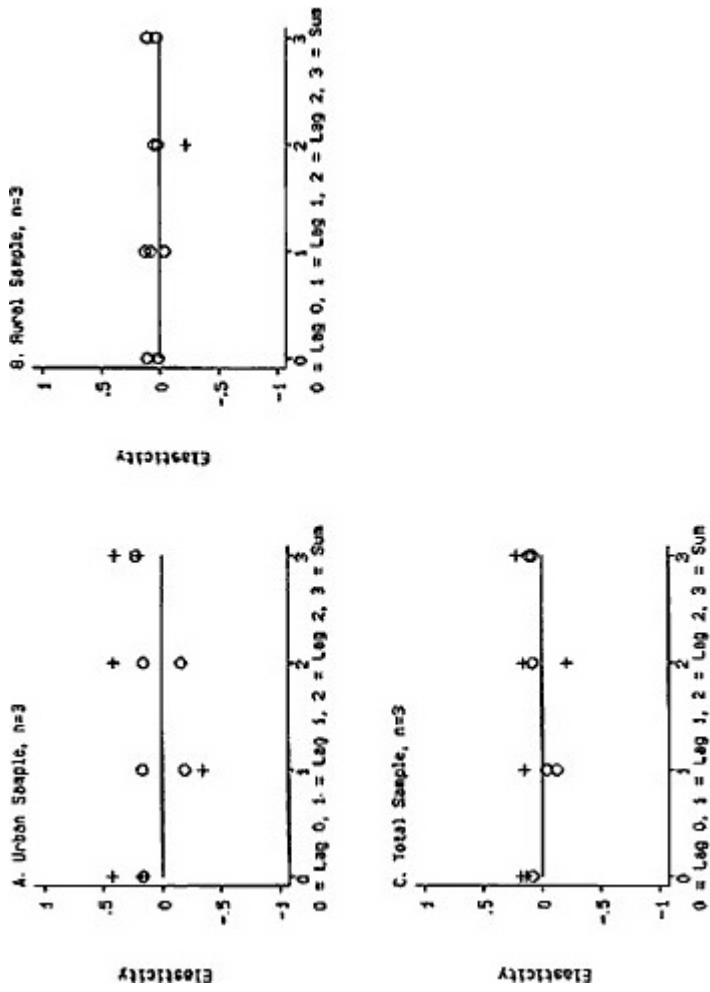 A. Urban Sample, n=3
Elasticity
1
.5
0
-.5
-1
0 1 2 3
0 = Lag 0, 1 = Lag 1, 2 = Lag 2, 3 = Sum
B. Rural Sample, n=3
Elasticity
1
.5
0
-.5
-1
0 1 2 3
0 = Lag 0, 1 = Lag 1, 2 = Lag 2, 3 = Sum
C. Total Sample, n=3
Elasticity
1
.5
0
-.5
-1
0 1 2 3
0 = Lag 0, 1 = Lag 1, 2 = Lag 2, 3 = Sum